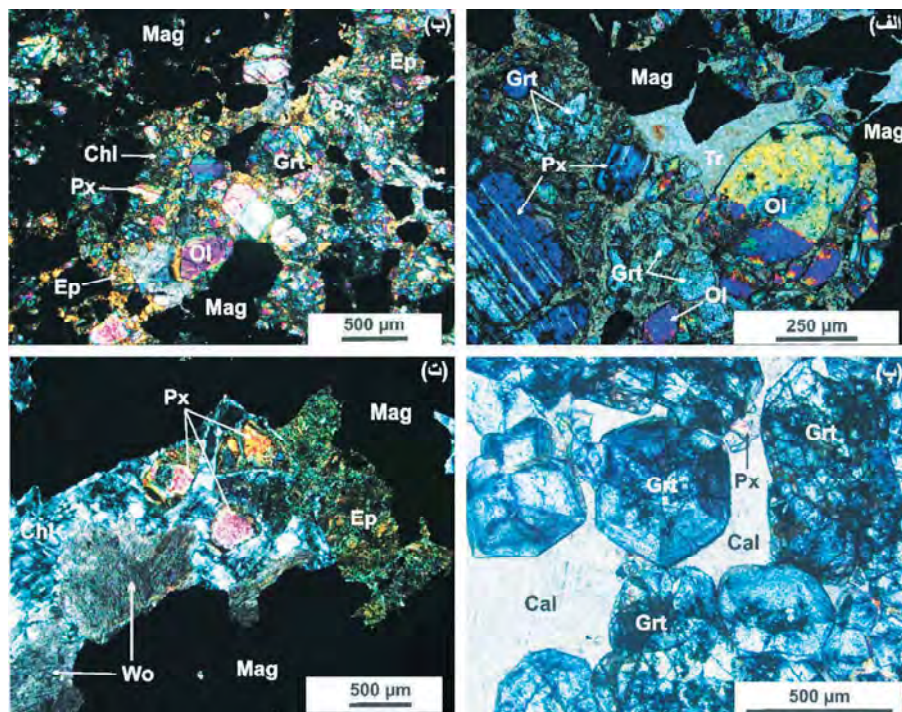 (الف)
Grt
Mag
Mag
Px
Tr
Ol
Grt
Ol
250 µm
(ب)
Mag
Ep
Px
Chl
Grt
Px
Ol
Ep
Mag
500 µm
(پ)
Grt
Px
Grt
Cal
Cal
Grt
500 µm
(ت)
Px
Mag
Chl
Ep
Wo
Mag
500 µm